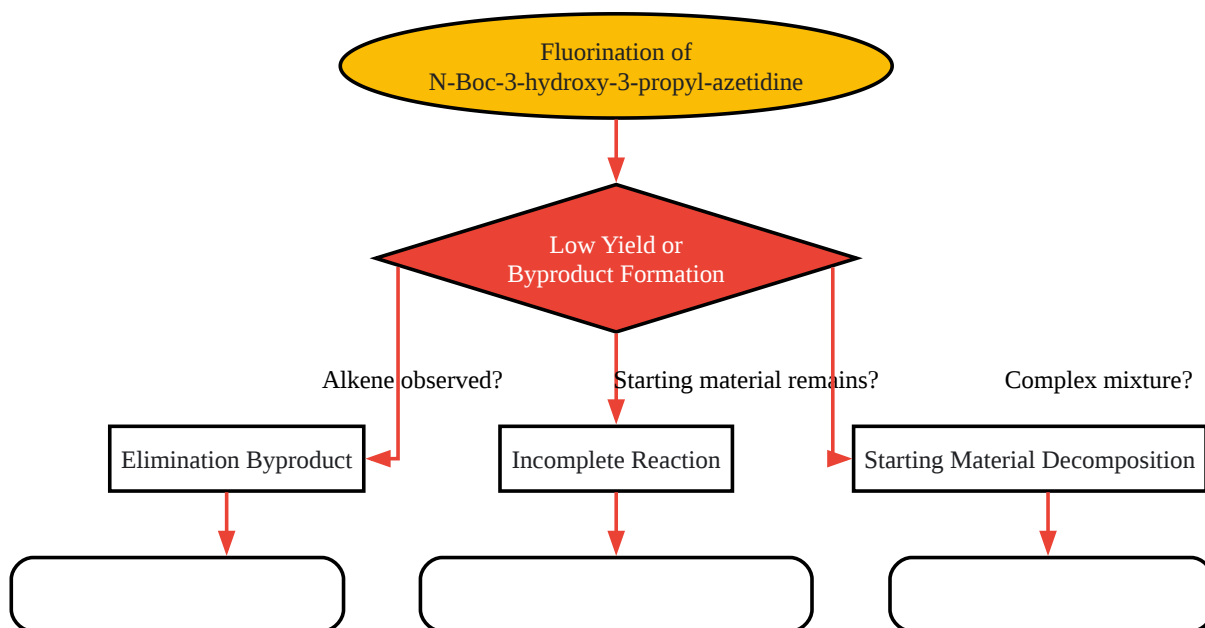 Fluorination of
N-Boc-3-hydroxy-3-propyl-azetidine
Low Yield or
Byproduct Formation
Alkene observed?
Starting material remains?
Complex mixture?
Elimination Byproduct
Incomplete Reaction
Starting Material Decomposition